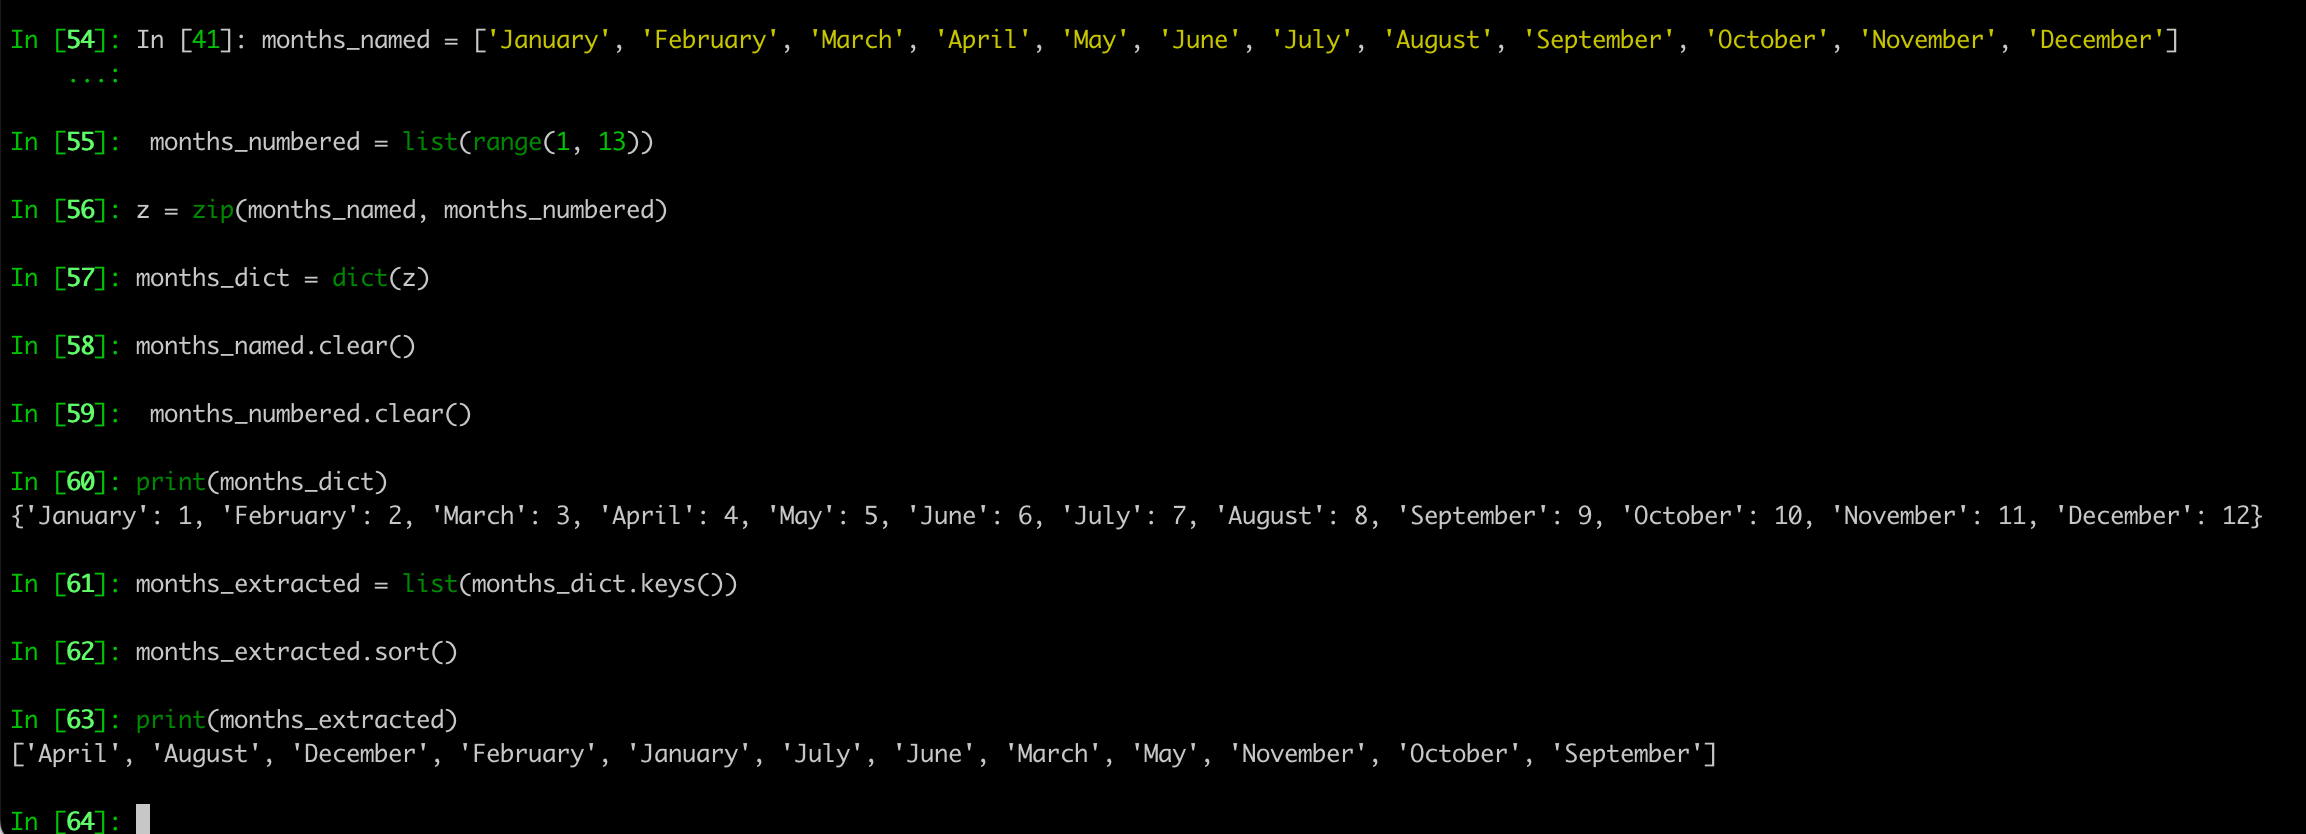 In [54]: In [41]: months_named = ['January', 'February', 'March', 'April', 'May', 'June', 'July', 'August', 'September', 'October', 'November', 'December']
    ...:
In [55]:  months_numbered = list(range(1, 13))
In [56]: z = zip(months_named, months_numbered)
In [57]: months_dict = dict(z)
In [58]: months_named.clear()
In [59]:  months_numbered.clear()
In [60]: print(months_dict)
{'January': 1, 'February': 2, 'March': 3, 'April': 4, 'May': 5, 'June': 6, 'July': 7, 'August': 8, 'September': 9, 'October': 10, 'November': 11, 'December': 12}
In [61]: months_extracted = list(months_dict.keys())
In [62]: months_extracted.sort()
In [63]: print(months_extracted)
['April', 'August', 'December', 'February', 'January', 'July', 'June', 'March', 'May', 'November', 'October', 'September']
In [64]: